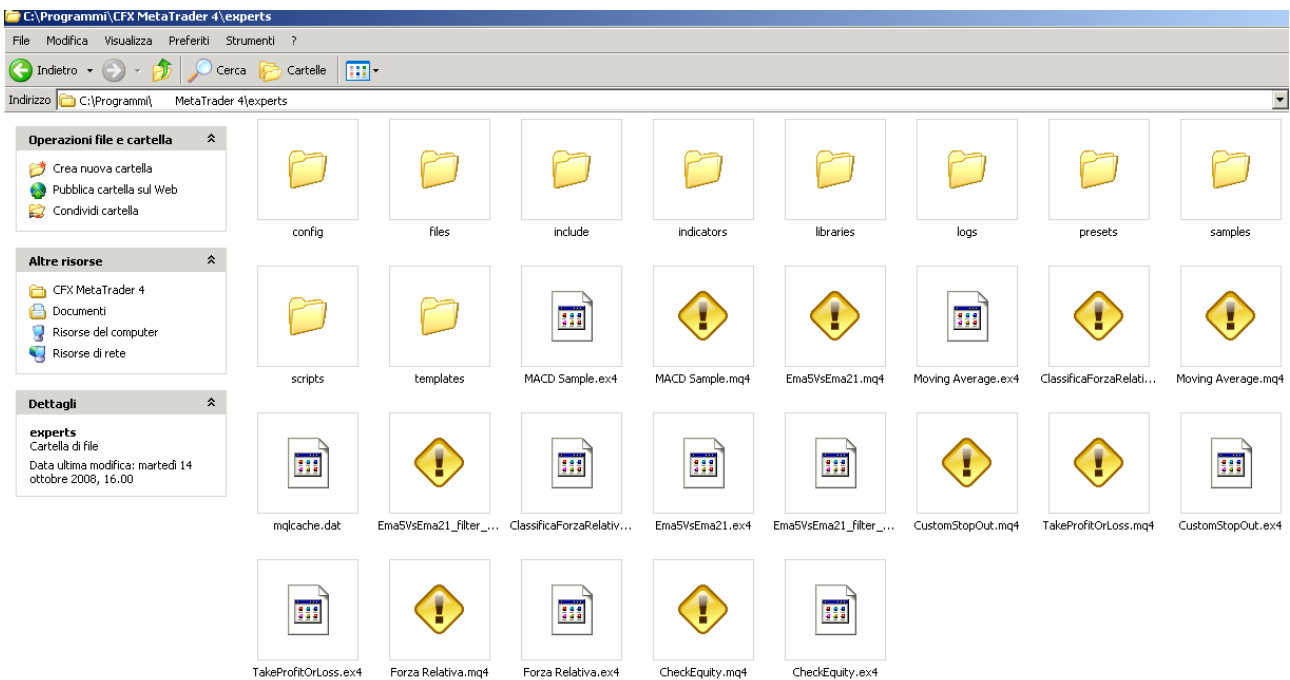 C:\Programmi\CFX MetaTrader 4\experts
File Modifica Visualizza Preferiti Strumenti ?
Indietro Cerca Cartelle
Indirizzo C:\Programmi\ MetaTrader 4\experts
Operazioni file e cartella
Crea nuova cartella
Pubblica cartella sul Web
Condividi cartella
Altre risorse
CFX MetaTrader 4
Documenti
Risorse del computer
Risorse di rete
Dettagli
experts
Cartella di file
Data ultima modifica: martedì 14
ottobre 2008, 16.00
config files include indicators libraries logs presets samples
scripts templates MACD Sample.ex4 MACD Sample.mq4 Ema5VsEma21.mq4 Moving Average.ex4 ClassificaForzaRelati... Moving Average.mq4
mqlcache.dat Ema5VsEma21_filter_... ClassificaForzaRelativ... Ema5VsEma21.ex4 Ema5VsEma21_filter_... CustomStopOut.mq4 TakeProfitOrLoss.mq4 CustomStopOut.ex4
TakeProfitOrLoss.ex4 Forza Relativa.mq4 Forza Relativa.ex4 CheckEquity.mq4 CheckEquity.ex4